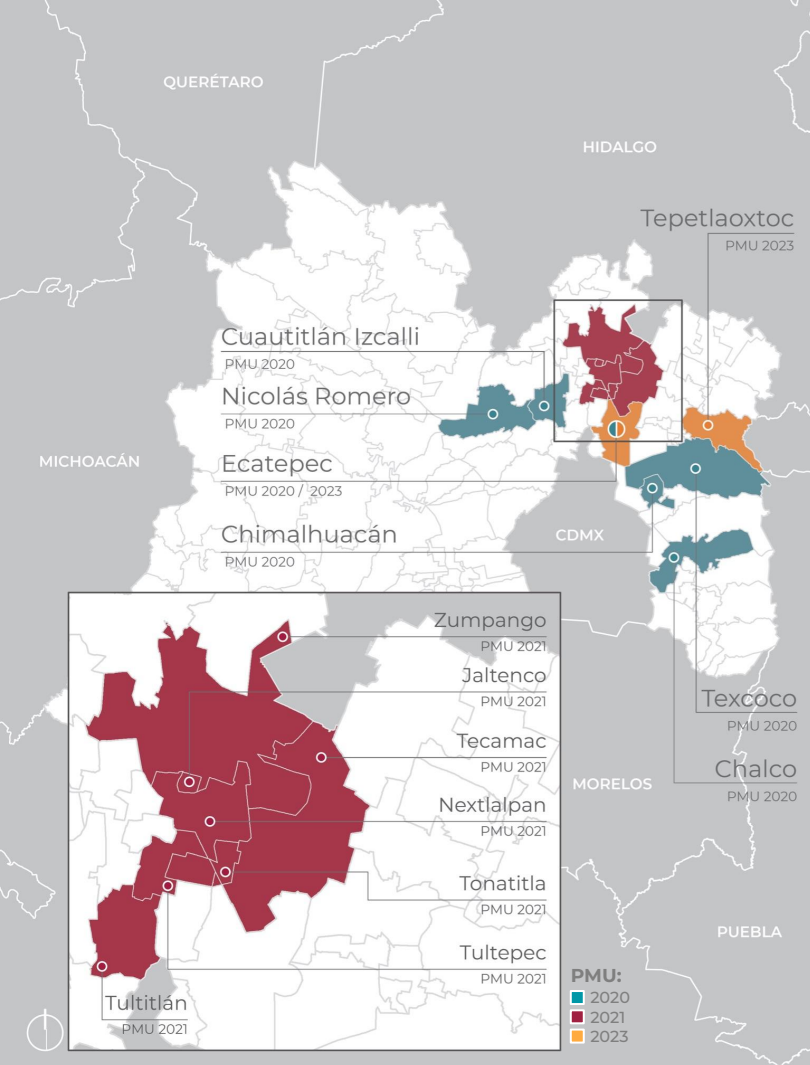 QUERÉTARO
HIDALGO
Tepetlaoxtoc
PMU 2023
Cuautitlán Izcalli
PMU 2020
Nicolás Romero
PMU 2020
MICHOACÁN
Ecatepec
PMU 2020 / 2023
Chimalhuacán
PMU 2020
CDMX
Zumpango
PMU 2021
Jaltenco
PMU 2021
Tecamac
PMU 2021
Nextlalpan
PMU 2021
Tonatitla
PMU 2021
Tultepec
PMU 2021
Tultitlán
PMU 2021
Texcoco
PMU 2020
Chalco
PMU 2020
MORELOS
PUEBLA
PMU:
2020
2021
2023